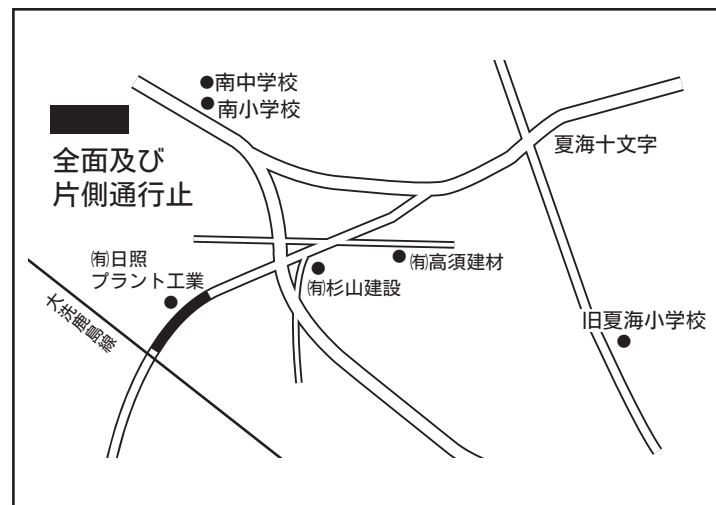 南中学校
南小学校
全面及び
片側通行止
夏海十文字
㈲日照
プラント工業
㈲高須建材
㈲杉山建設
大洗鹿島線
旧夏海小学校